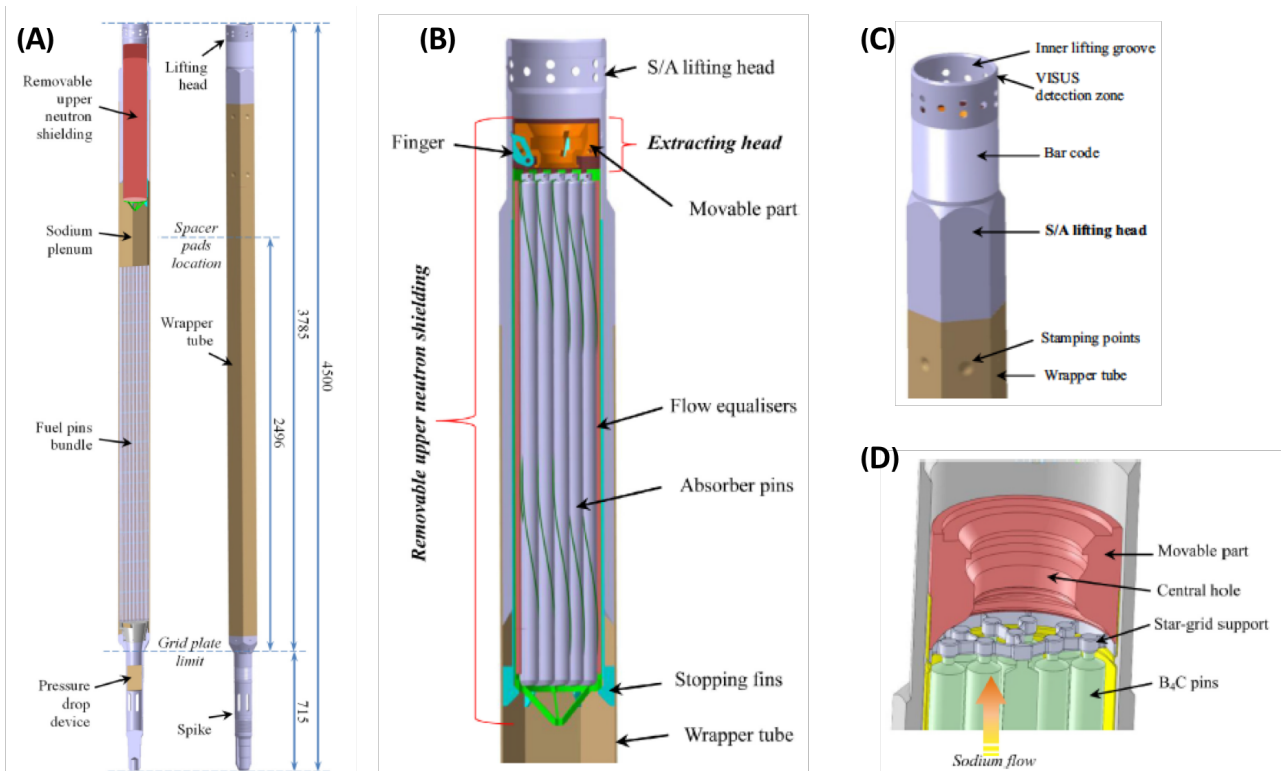 (A)
Removable
upper
neutron
shielding
Sodium
plenum
Fuel pins
bundle
Pressure
drop
device
Lifting
head
Spacer
pads
location
Wrapper
tube
Grid plate
limit
Spike
2496
3785
4500
715
(B)
S/A lifting head
Finger
Extracting head
Movable part
Removable upper neutron shielding
Flow equalisers
Absorber pins
Stopping fins
Wrapper tube
(C)
Inner lifting groove
VISUS
detection zone
Bar code
S/A lifting head
Stamping points
Wrapper tube
(D)
Movable part
Central hole
Star-grid support
B₄C pins
Sodium flow